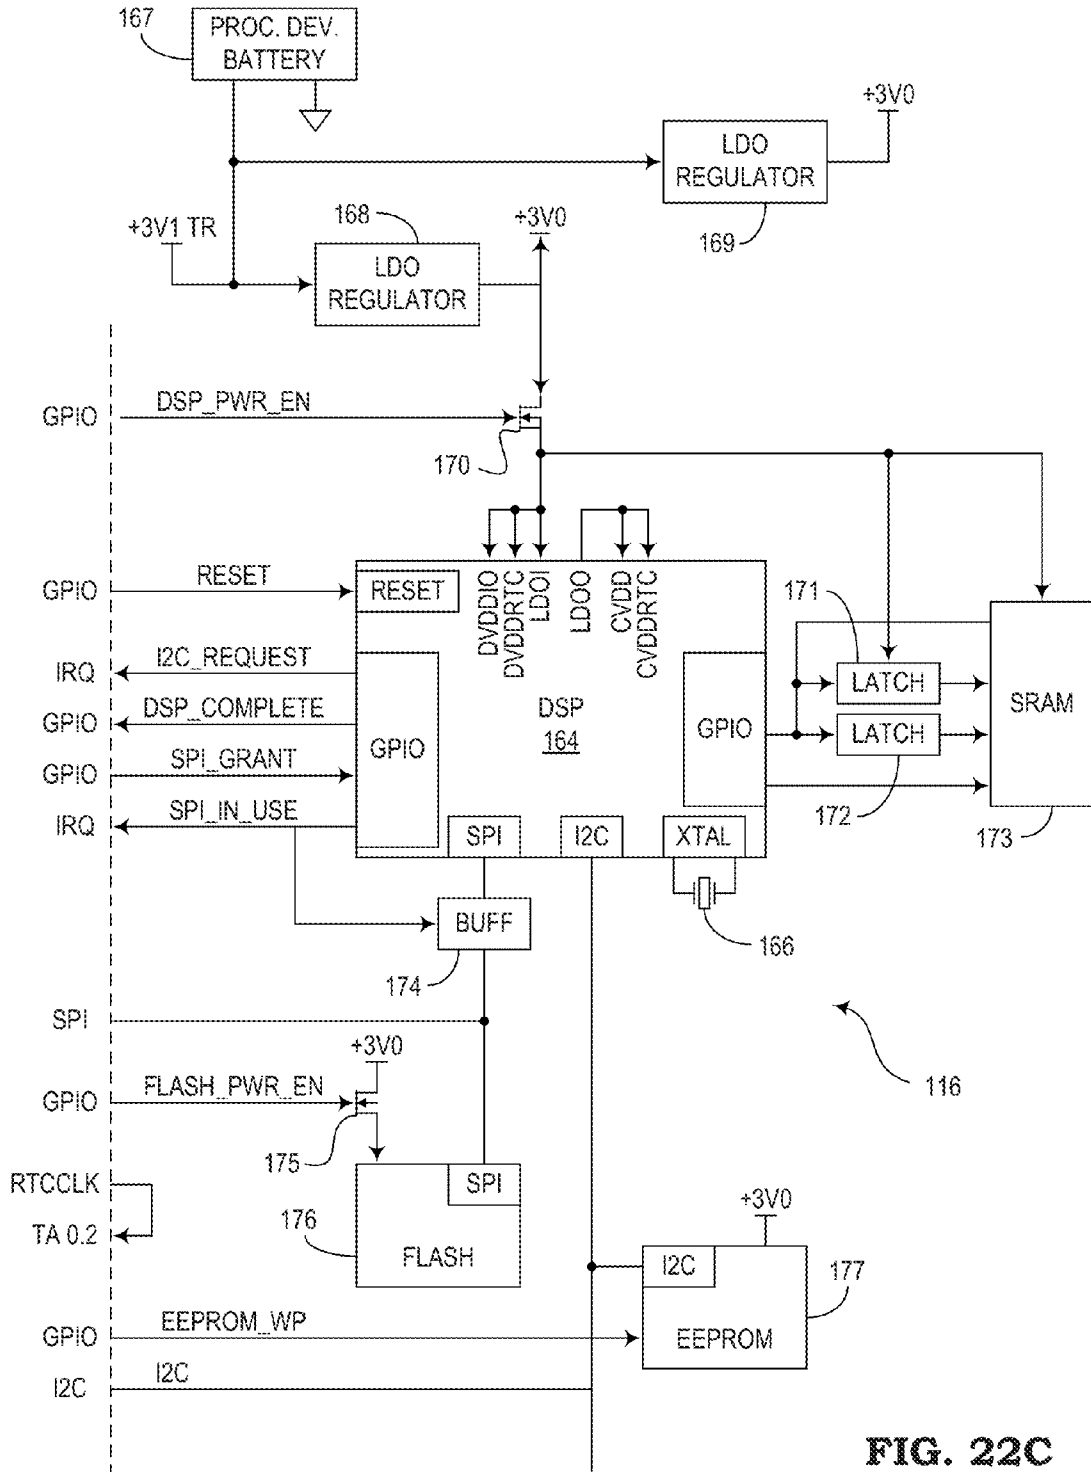 167
PROC. DEV.
BATTERY
+3V0
LDO
REGULATOR
169
+3V1 TR
168
+3V0
LDO
REGULATOR
GPIO
DSP_PWR_EN
170
GPIO
RESET
RESET
DVDDIO
DVDDRTC
LDOI
LDOO
CVDD
CVDDRTC
171
IRQ
I2C_REQUEST
LATCH
GPIO
DSP_COMPLETE
GPIO
DSP
164
GPIO
LATCH
SRAM
GPIO
SPI_GRANT
IRQ
SPI_IN_USE
172
173
SPI
I2C
XTAL
BUFF
174
166
SPI
+3V0
GPIO
FLASH_PWR_EN
116
175
RTCCLK
TA 0.2
SPI
176
FLASH
+3V0
I2C
177
GPIO
EEPROM_WP
EEPROM
I2C
I2C
FIG. 22C